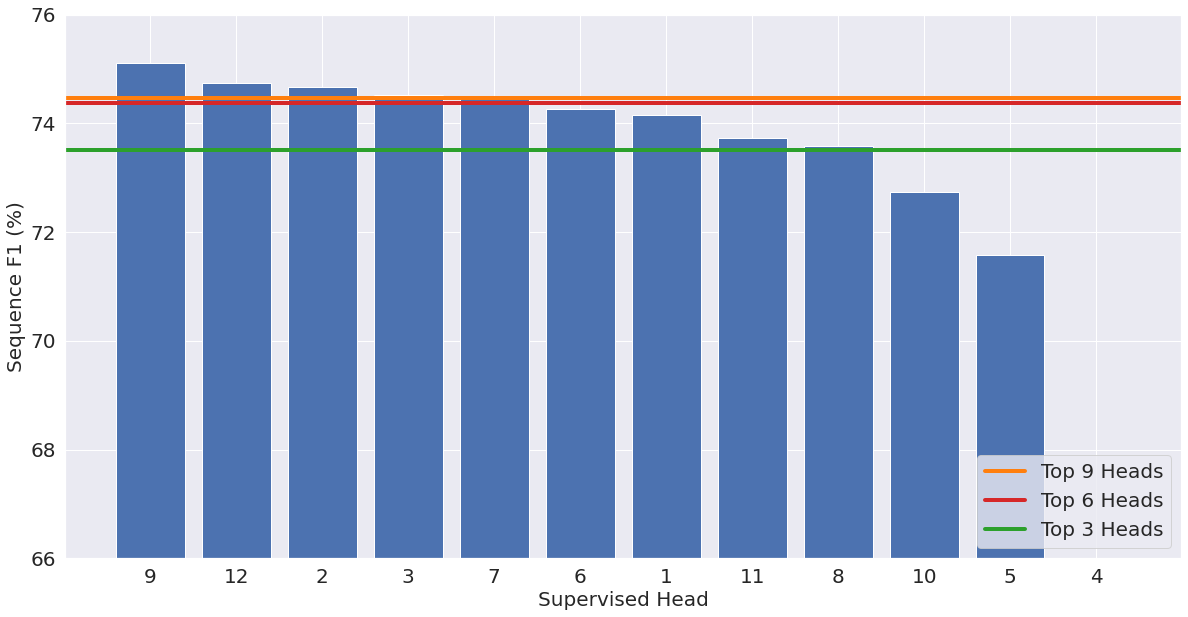 76
74
72
70
68
66
Sequence F1 (%)
9 12 2 3 7 6 1 11 8 10 5 4
Supervised Head
Top 9 Heads
Top 6 Heads
Top 3 Heads